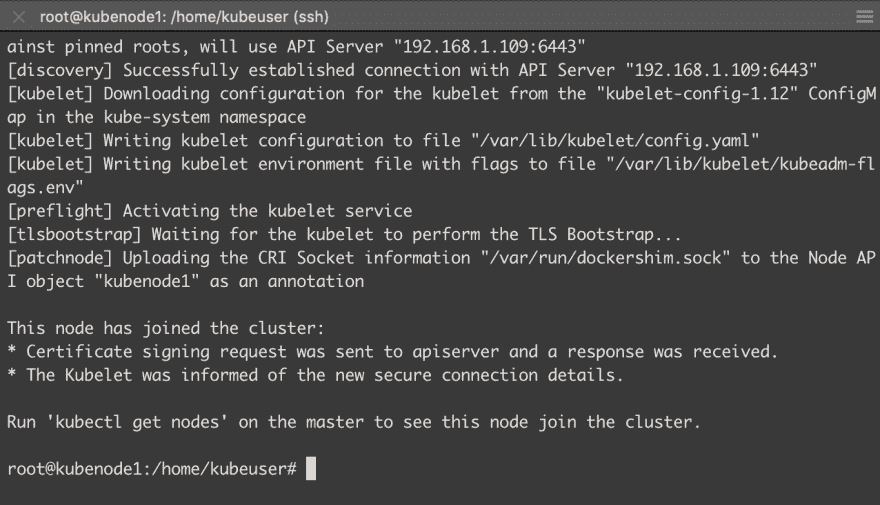 root@kubenode1: /home/kubeuser (ssh)
ainst pinned roots, will use API Server "192.168.1.109:6443"
[discovery] Successfully established connection with API Server "192.168.1.109:6443"
[kubelet] Downloading configuration for the kubelet from the "kubelet-config-1.12" ConfigM
ap in the kube-system namespace
[kubelet] Writing kubelet configuration to file "/var/lib/kubelet/config.yaml"
[kubelet] Writing kubelet environment file with flags to file "/var/lib/kubelet/kubeadm-fl
ags.env"
[preflight] Activating the kubelet service
[tlsbootstrap] Waiting for the kubelet to perform the TLS Bootstrap...
[patchnode] Uploading the CRI Socket information "/var/run/dockershim.sock" to the Node AP
I object "kubenode1" as an annotation

This node has joined the cluster:
* Certificate signing request was sent to apiserver and a response was received.
* The Kubelet was informed of the new secure connection details.

Run 'kubectl get nodes' on the master to see this node join the cluster.

root@kubenode1:/home/kubeuser#